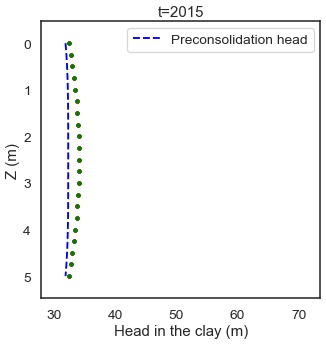 t=2015
Preconsolidation head
0
1
2
3
4
5
Z (m)
30 40 50 60 70
Head in the clay (m)